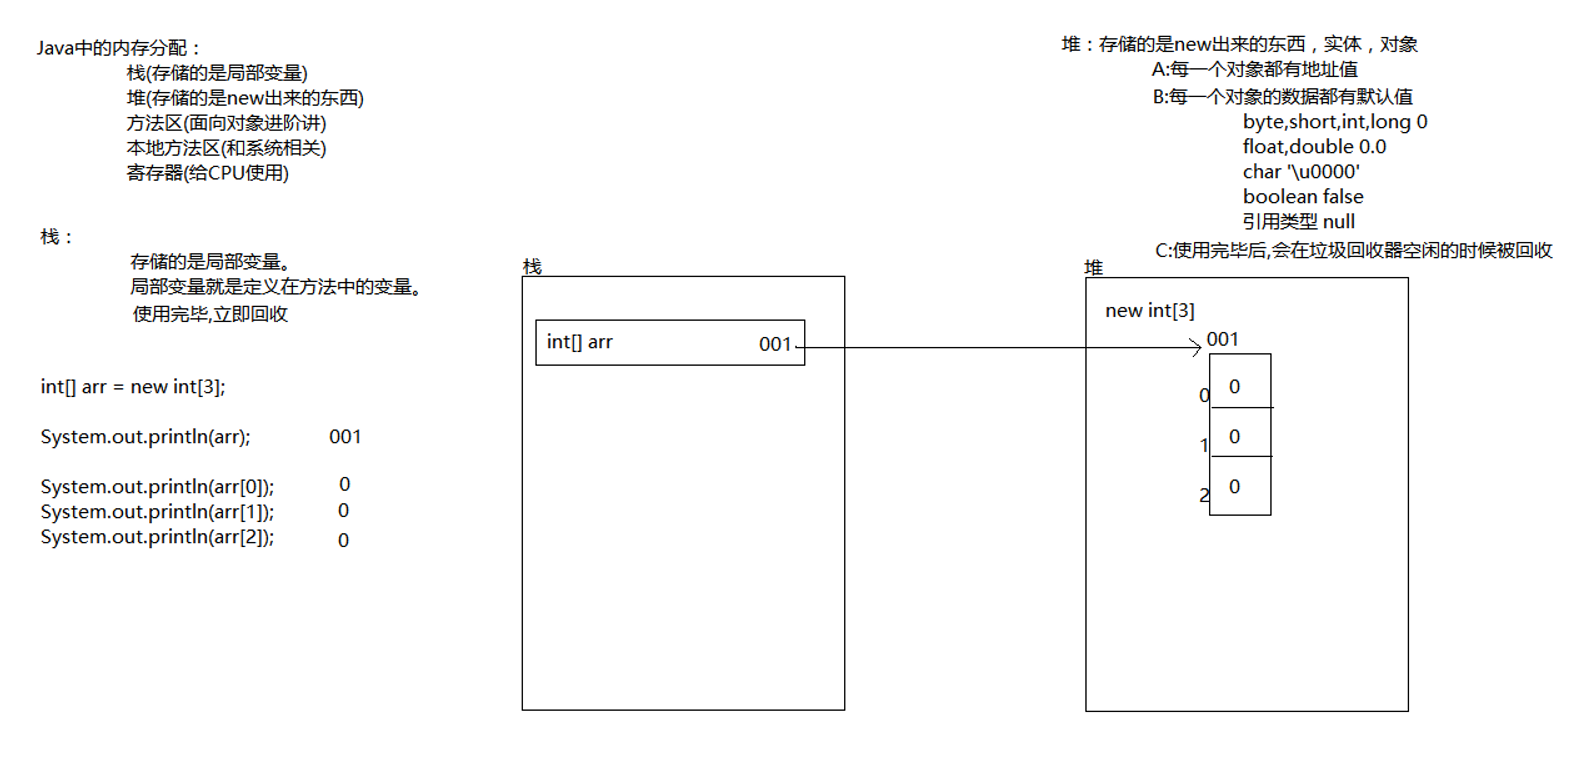 Java中的内存分配：
栈(存储的是局部变量)
堆(存储的是new出来的东西)
方法区(面向对象进阶讲)
本地方法区(和系统相关)
寄存器(给CPU使用)
栈：
存储的是局部变量。
局部变量就是定义在方法中的变量。
使用完毕,立即回收
int[] arr = new int[3];
System.out.println(arr); 001
System.out.println(arr[0]); 0
System.out.println(arr[1]); 0
System.out.println(arr[2]); 0
栈
int[] arr 001
堆：存储的是new出来的东西，实体，对象
A:每一个对象都有地址值
B:每一个对象的数据都有默认值
byte,short,int,long 0
float,double 0.0
char '\u0000'
boolean false
引用类型 null
C:使用完毕后,会在垃圾回收器空闲的时候被回收
堆
new int[3]
001
0 0
1 0
2 0